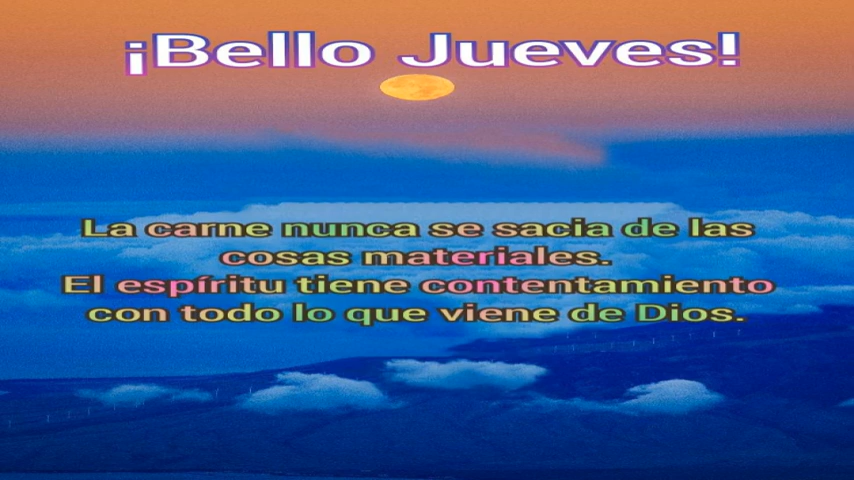 ¡Bello Jueves!
La carne nunca se sacia de las
cosas materiales.
El espíritu tiene contentamiento
con todo lo que viene de Dios.